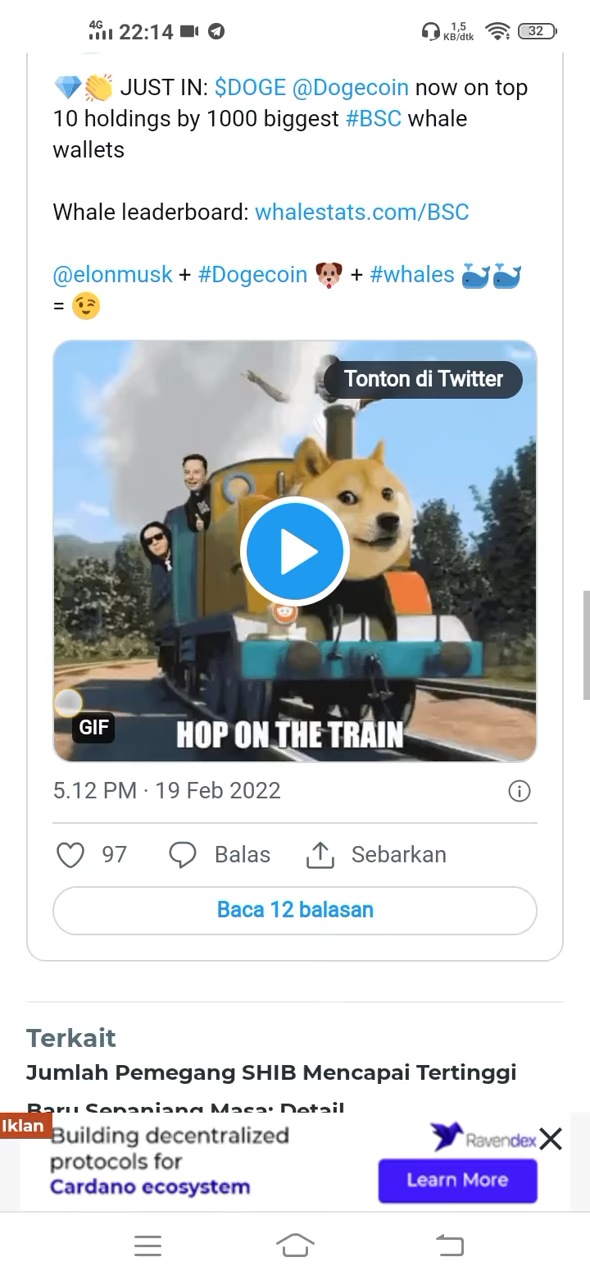 4G 22:14 1,5 KB/dtk 32
💎👏 JUST IN: $DOGE @Dogecoin now on top
10 holdings by 1000 biggest #BSC whale
wallets
Whale leaderboard: whalestats.com/BSC
@elonmusk + #Dogecoin 🐶 + #whales 🐳🐳
= 😉
Tonton di Twitter
GIF
HOP ON THE TRAIN
5.12 PM · 19 Feb 2022
97 Balas Sebarkan
Baca 12 balasan
Terkait
Jumlah Pemegang SHIB Mencapai Tertinggi
Baru Sepanjang Masa: Detail
Iklan
Building decentralized
protocols for
Cardano ecosystem
Ravendex
Learn More